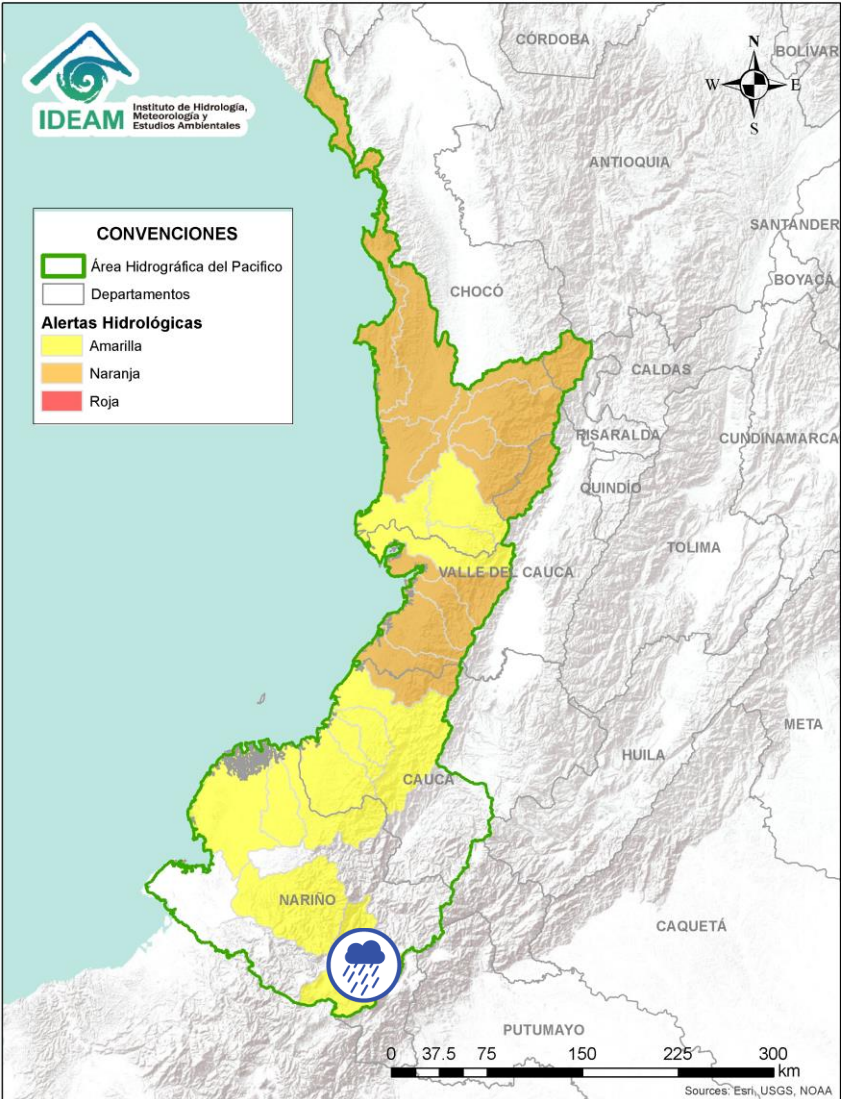 IDEAM
Instituto de Hidrología,
Meteorología y
Estudios Ambientales
N
W
E
S
CÓRDOBA
BOLÍVAR
ANTIOQUIA
SANTANDER
BOYACÁ
CHOCÓ
CALDAS
RISARALDA
CUNDINAMARCA
QUINDÍO
TOLIMA
VALLE DEL CAUCA
META
HUILA
CAUCA
NARIÑO
CAQUETÁ
PUTUMAYO
CONVENCIONES
Área Hidrográfica del Pacifico
Departamentos
Alertas Hidrológicas
Amarilla
Naranja
Roja
0 37.5 75 150 225 300
km
Sources: Esri, USGS, NOAA